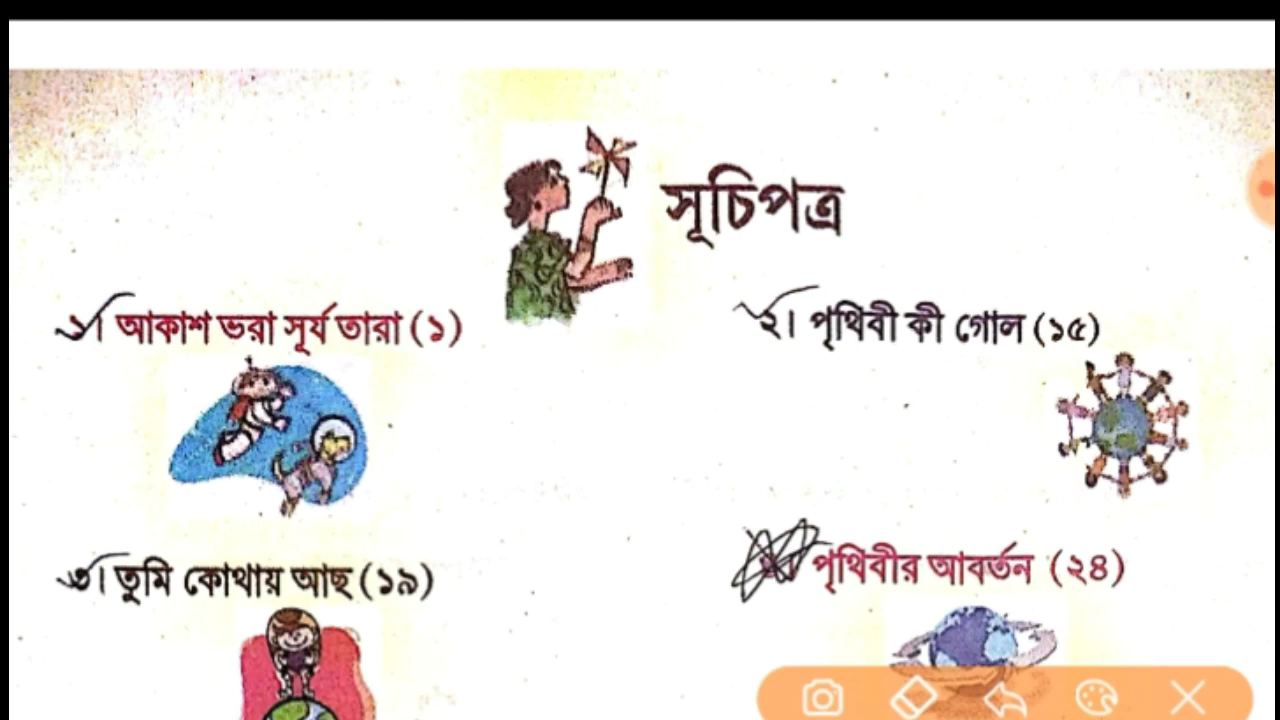 সূচিপত্র
১। আকাশ ভরা সূর্য তারা (১)
২। পৃথিবী কী গোল (১৫)
৩। তুমি কোথায় আছ (১৯)
পৃথিবীর আবর্তন (২৪)